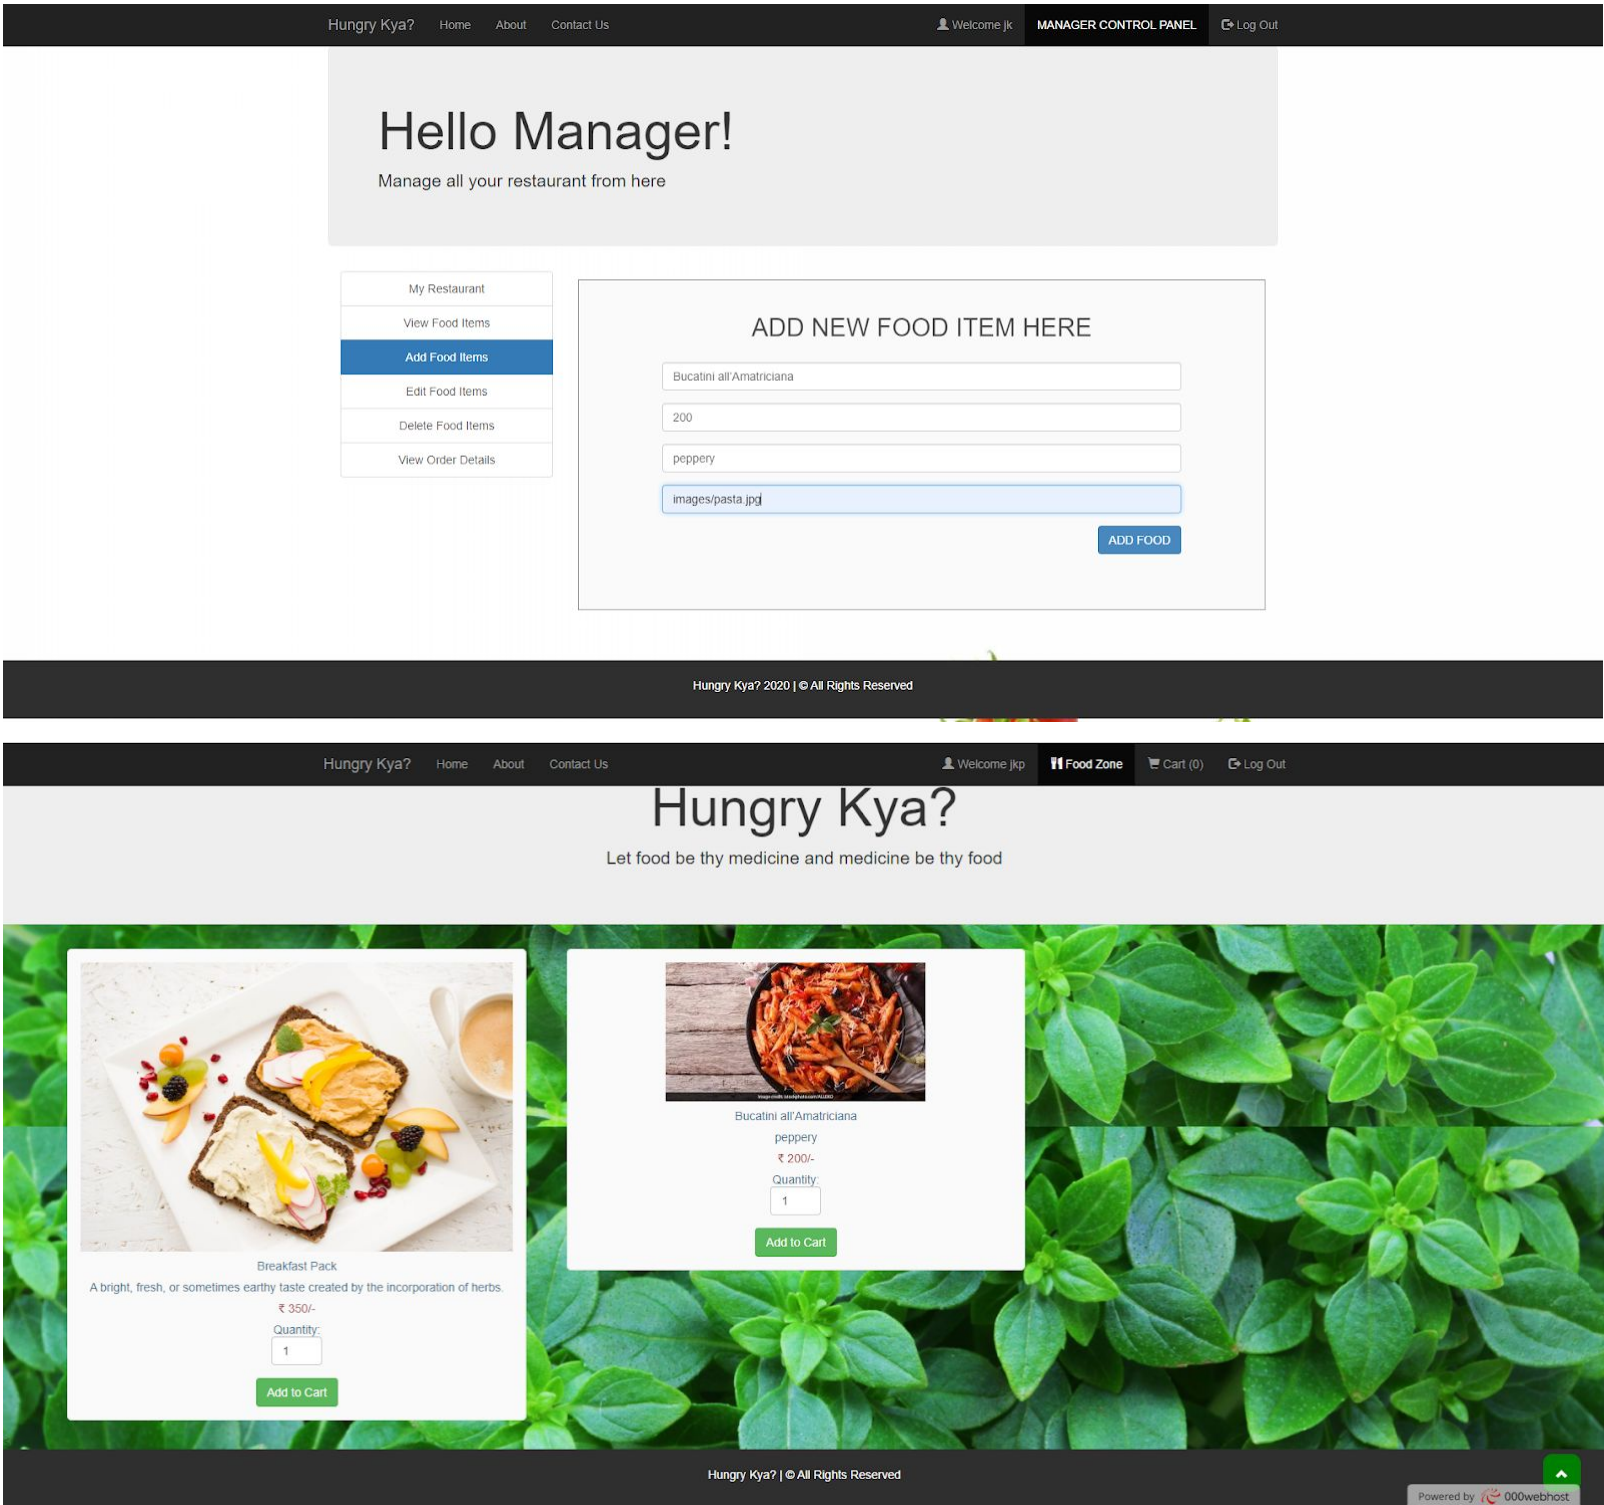 Hungry Kya? Home About Contact Us Welcome jk MANAGER CONTROL PANEL Log Out
Hello Manager!
Manage all your restaurant from here
My Restaurant
View Food Items
Add Food Items
Edit Food Items
Delete Food Items
View Order Details
ADD NEW FOOD ITEM HERE
Bucatini all'Amatriciana
200
peppery
images/pasta.jpg
ADD FOOD
Hungry Kya? 2020 | © All Rights Reserved
Hungry Kya? Home About Contact Us Welcome jkp Food Zone Cart (0) Log Out
Hungry Kya?
Let food be thy medicine and medicine be thy food
Breakfast Pack
A bright, fresh, or sometimes earthy taste created by the incorporation of herbs.
₹ 350/-
Quantity:
1
Add to Cart
Bucatini all'Amatriciana
peppery
₹ 200/-
Quantity:
1
Add to Cart
Hungry Kya? | © All Rights Reserved
Powered by 000webhost